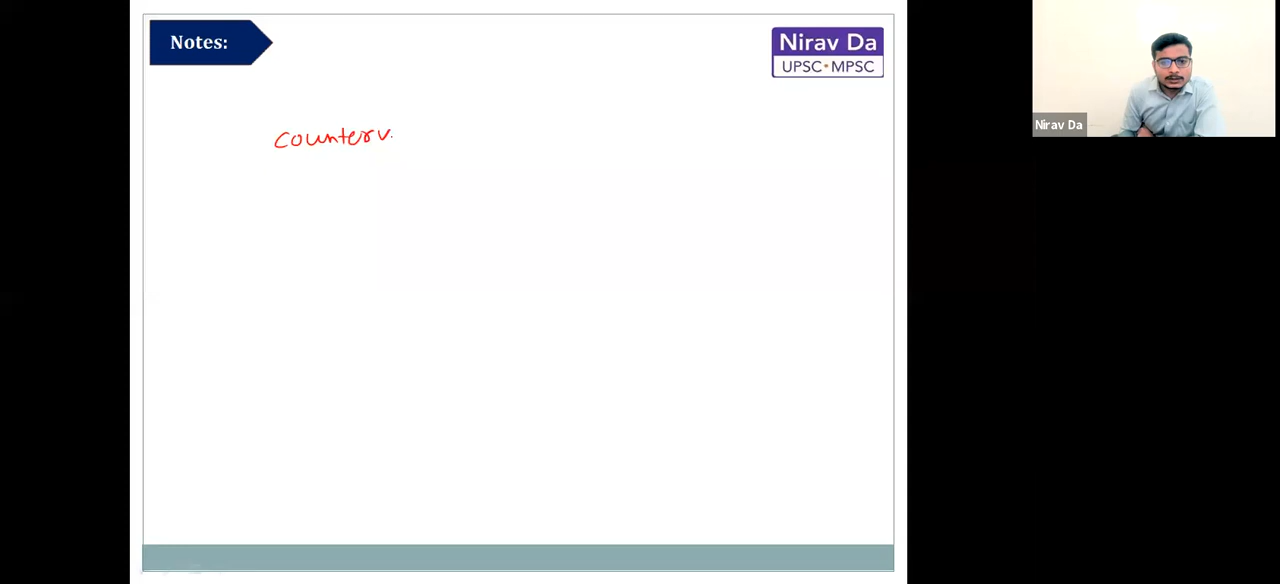 Notes:
Nirav Da
UPSC • MPSC
counterv.
Nirav Da